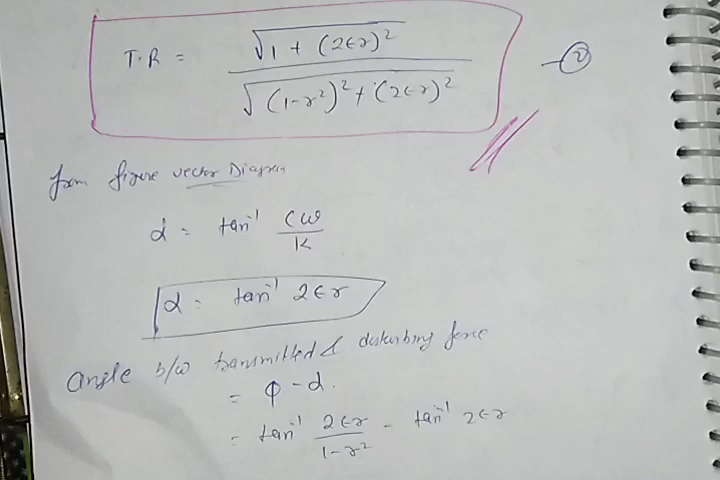 T.R = √1 + (2ϵr)² / √(1-r²)² + (2ϵr)² - ②
from figure vector Diagram
α = tan⁻¹ Cω/K
α = tan⁻¹ 2ϵr
Angle b/w transmitted & disturbing force
= φ - α.
= tan⁻¹ 2ϵr/1-r² - tan⁻¹ 2ϵr